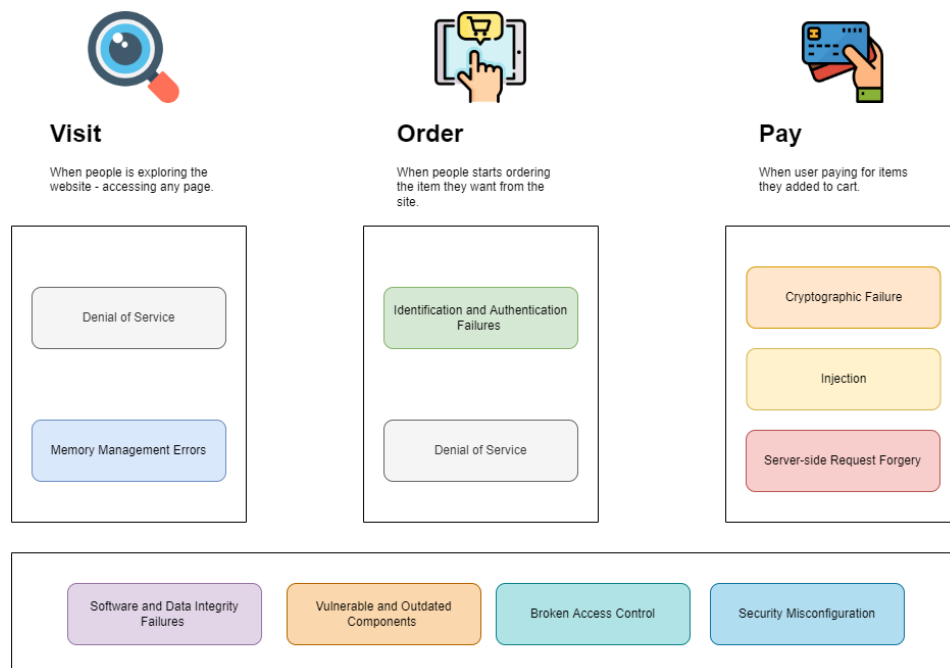 Visit
When people is exploring the
website - accessing any page.
Order
When people starts ordering
the item they want from the
site.
Pay
When user paying for items
they added to cart.
Denial of Service
Memory Management Errors
Identification and Authentication
Failures
Denial of Service
Cryptographic Failure
Injection
Server-side Request Forgery
Software and Data Integrity
Failures
Vulnerable and Outdated
Components
Broken Access Control
Security Misconfiguration